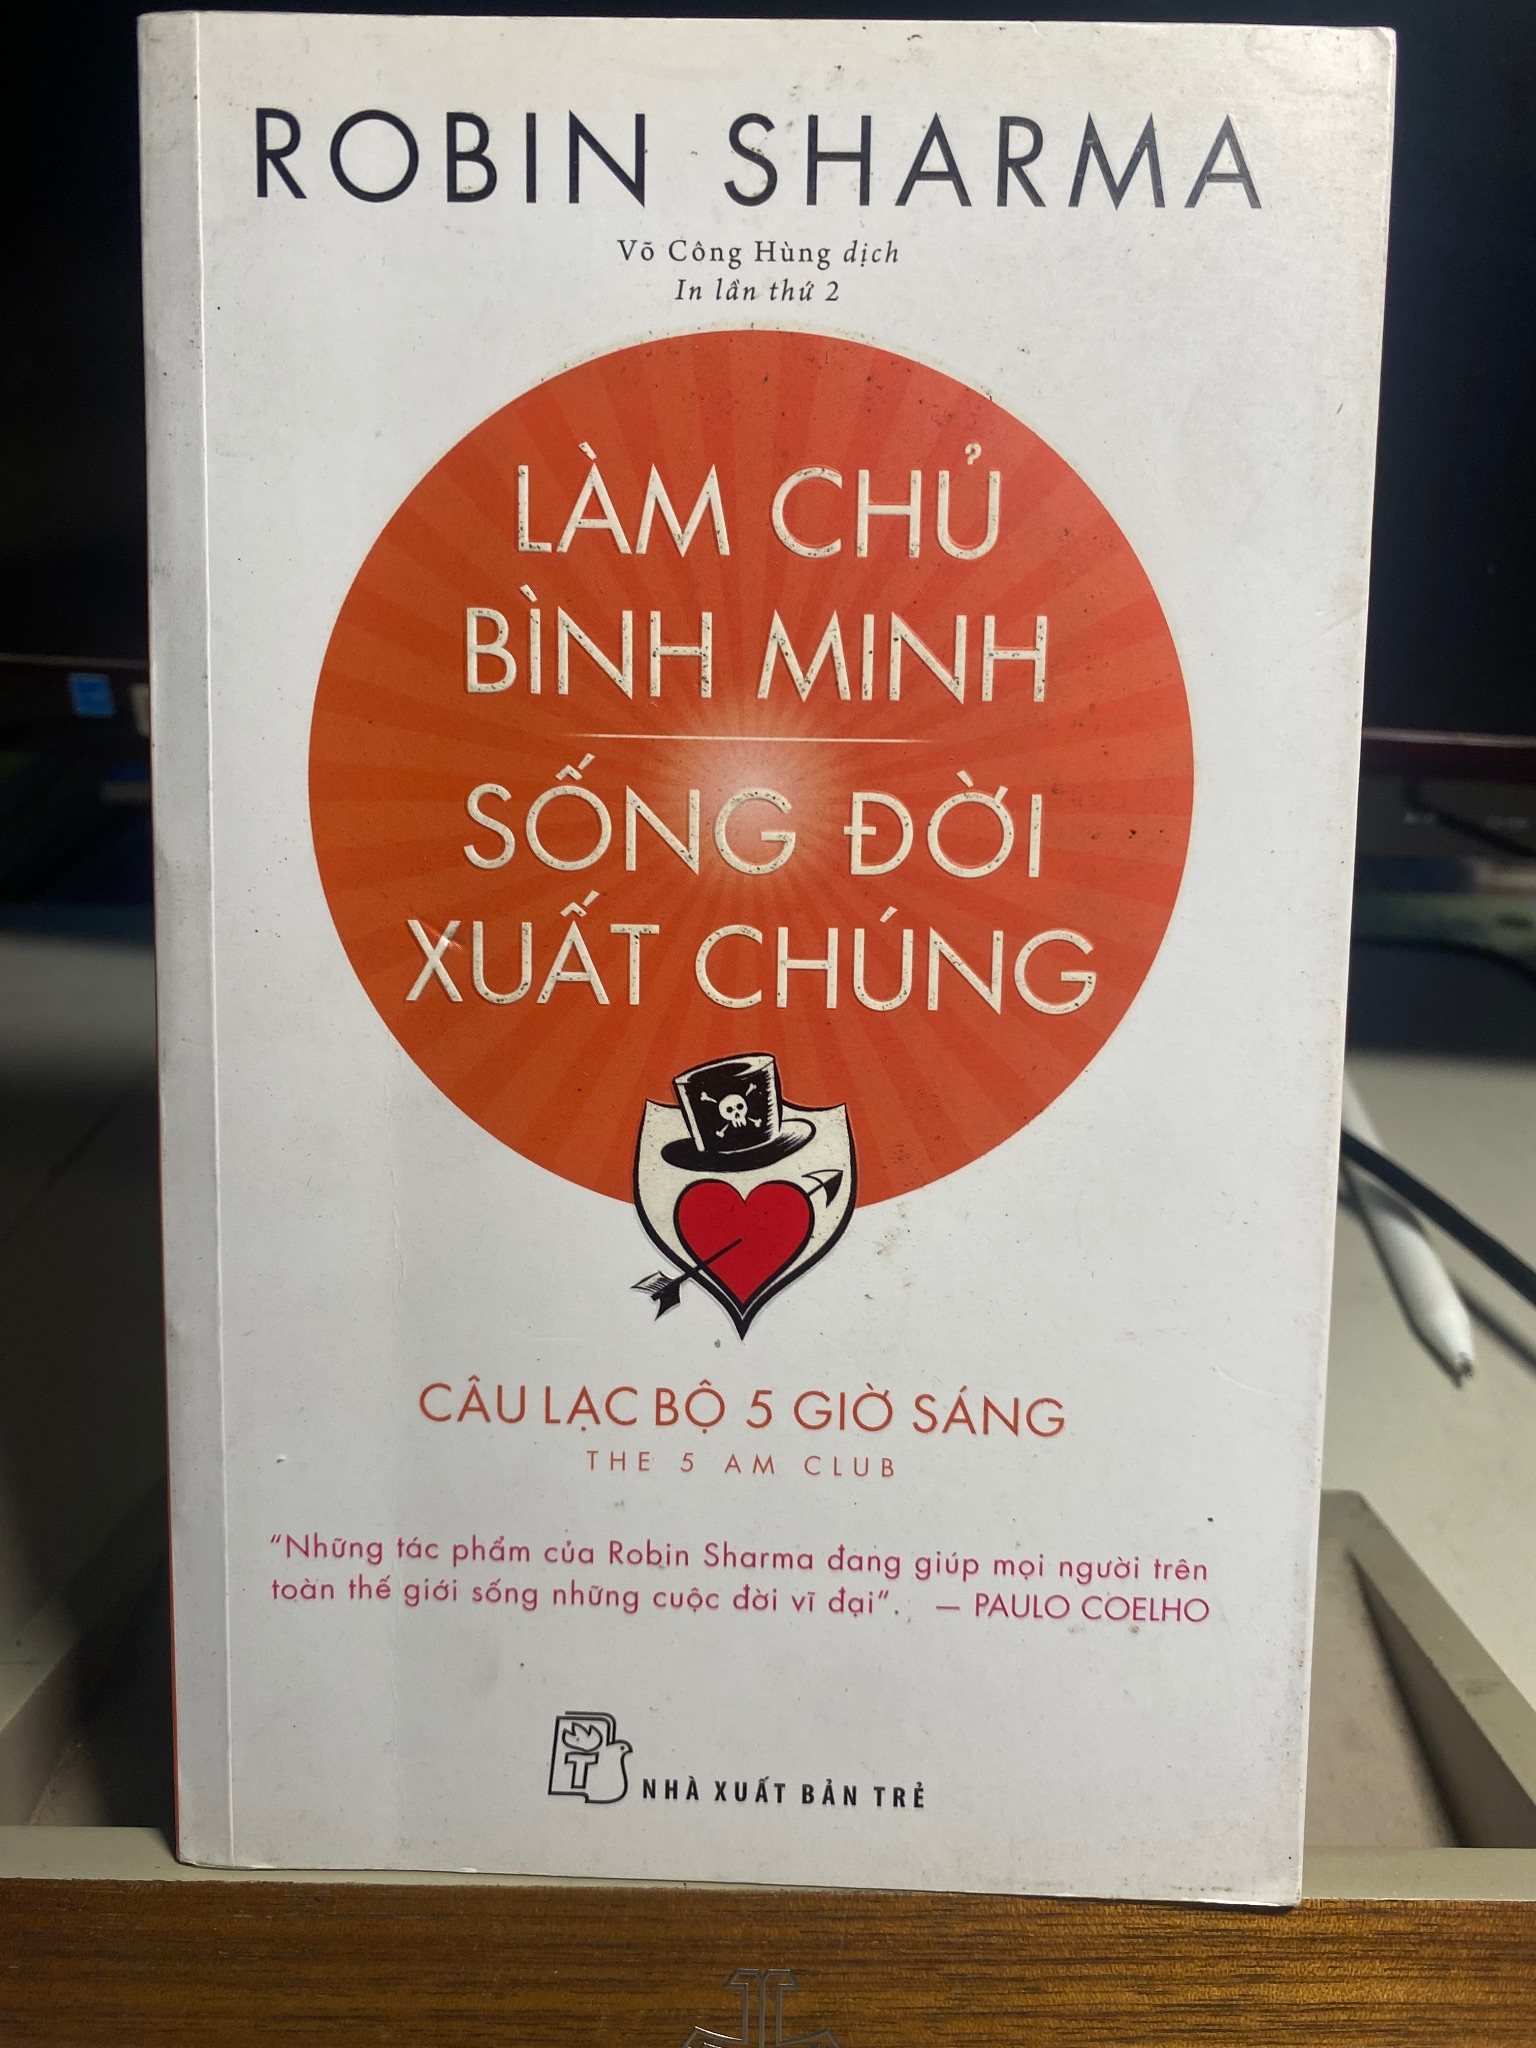 ROBIN SHARMA
Võ Công Hùng dịch
In lần thứ 2
LÀM CHỦ
BÌNH MINH
SỐNG ĐỜI
XUẤT CHÚNG
CÂU LẠC BỘ 5 GIỜ SÁNG
THE 5 AM CLUB
“Những tác phẩm của Robin Sharma đang giúp mọi người trên
toàn thế giới sống những cuộc đời vĩ đại”. — PAULO COELHO
T
NHÀ XUẤT BẢN TRẺ